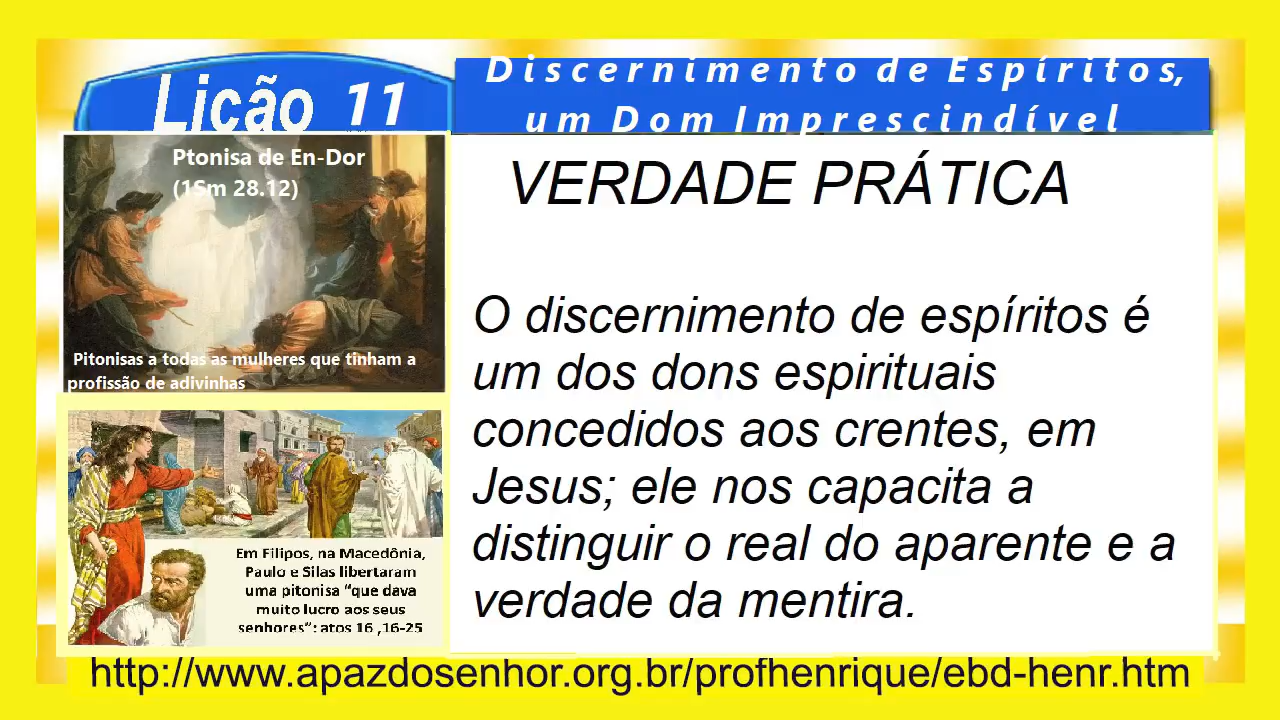 Lição 11
Discernimento de Espíritos,
um Dom Imprescindível
Ptonisa de En-Dor
(1Sm 28.12)
Pitonisas a todas as mulheres que tinham a
profissão de adivinhas
Em Filipos, na Macedônia,
Paulo e Silas libertaram
uma pitonisa “que dava
muito lucro aos seus
senhores”: atos 16 ,16-25
VERDADE PRÁTICA
O discernimento de espíritos é
um dos dons espirituais
concedidos aos crentes, em
Jesus; ele nos capacita a
distinguir o real do aparente e a
verdade da mentira.
http://www.apazdosenhor.org.br/profhenrique/ebd-henr.htm